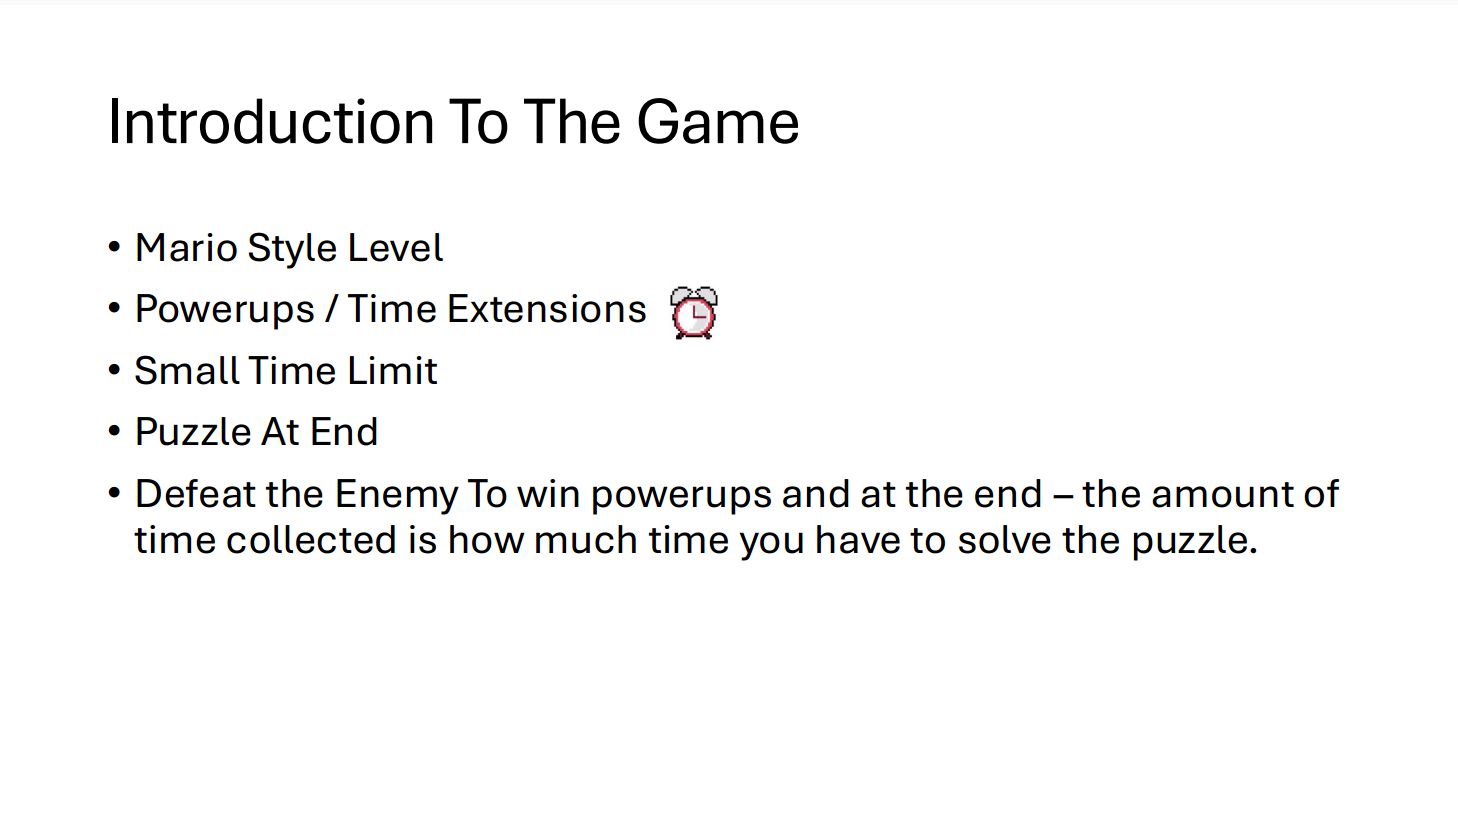 Introduction To The Game
• Mario Style Level
• Powerups / Time Extensions
• Small Time Limit
• Puzzle At End
• Defeat the Enemy To win powerups and at the end – the amount of
time collected is how much time you have to solve the puzzle.